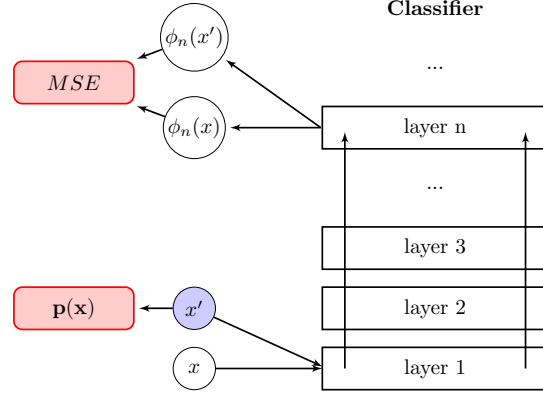 Classifier
ϕn(x′)
...
MSE
ϕn(x)
layer n
...
layer 3
p(x)
x′
layer 2
x
layer 1